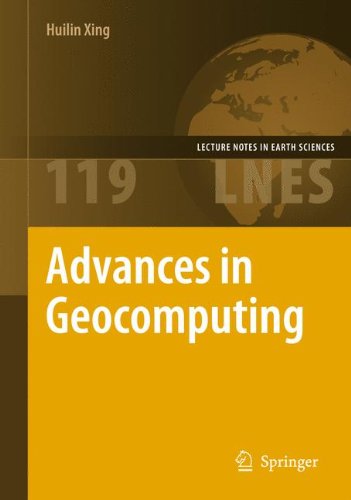 Huilin Xing
LECTURE NOTES IN EARTH SCIENCES
119 LNES
Advances in
Geocomputing
Springer